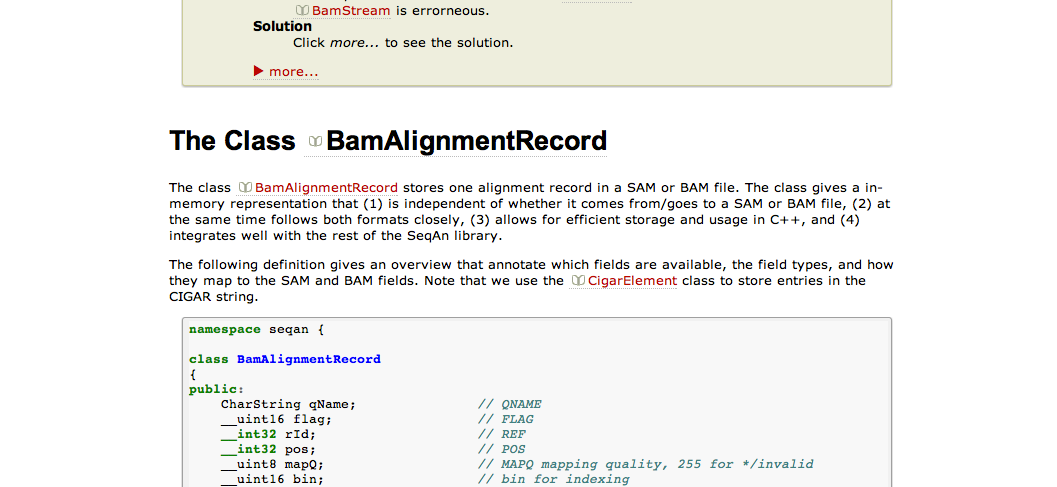 BamStream is errorneous.
Solution
Click more... to see the solution.
▶ more...
The Class BamAlignmentRecord
The class BamAlignmentRecord stores one alignment record in a SAM or BAM file. The class gives a in-
memory representation that (1) is independent of whether it comes from/goes to a SAM or BAM file, (2) at
the same time follows both formats closely, (3) allows for efficient storage and usage in C++, and (4)
integrates well with the rest of the SeqAn library.
The following definition gives an overview that annotate which fields are available, the field types, and how
they map to the SAM and BAM fields. Note that we use the CigarElement class to store entries in the
CIGAR string.
namespace seqan {
class BamAlignmentRecord
{
public:
CharString qName; // QNAME
__uint16 flag; // FLAG
__int32 rId; // REF
__int32 pos; // POS
__uint8 mapQ; // MAPQ mapping quality, 255 for */invalid
__uint16 bin; // bin for indexing